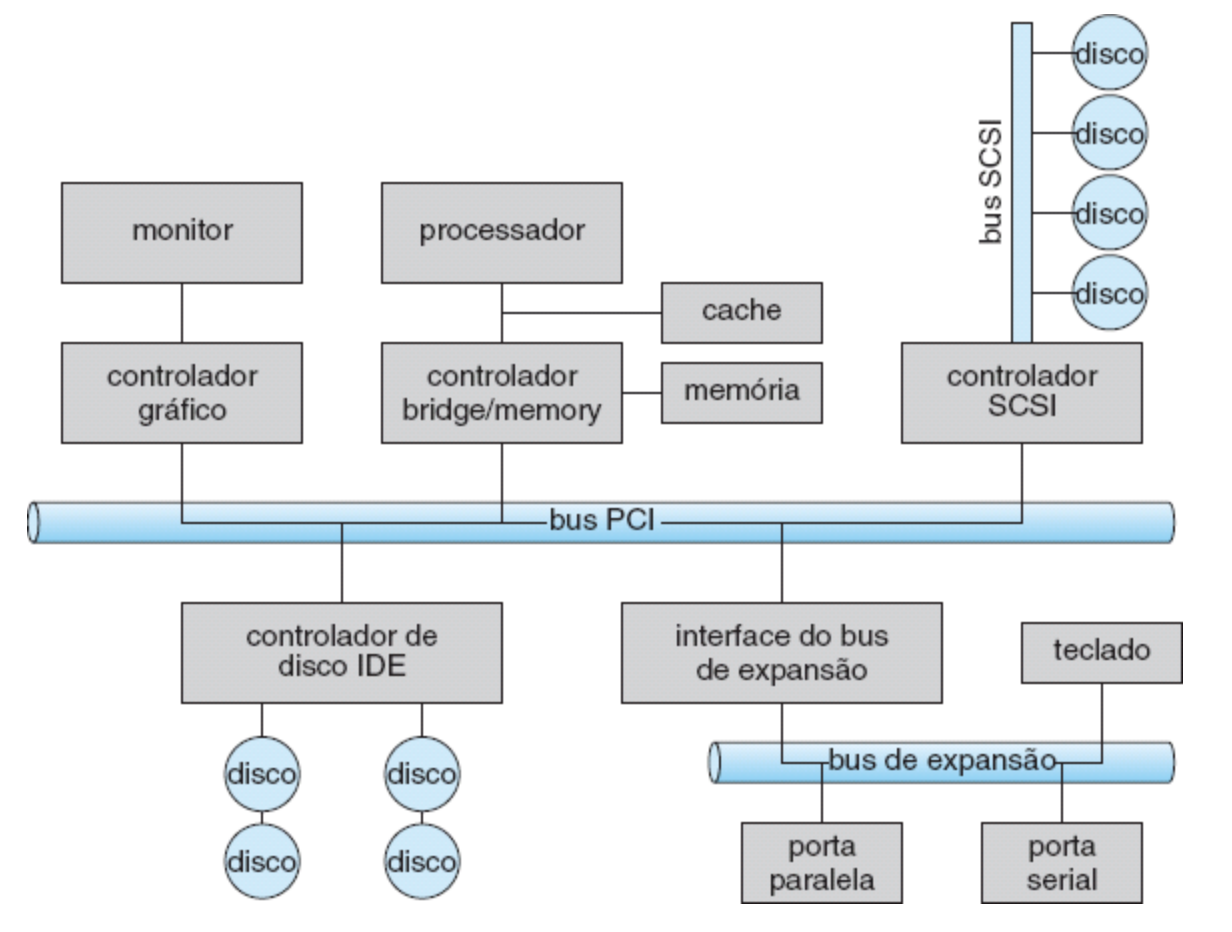 disco
disco
disco
disco
bus SCSI
monitor
processador
cache
controlador
gráfico
controlador
bridge/memory
memória
controlador
SCSI
bus PCI
controlador de
disco IDE
interface do bus
de expansão
teclado
disco
disco
disco
disco
bus de expansão
porta
paralela
porta
serial